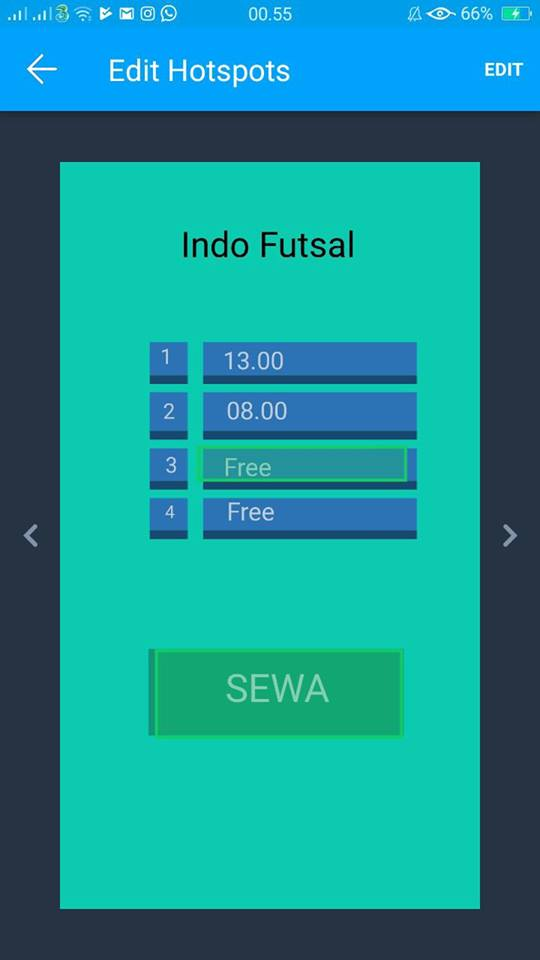 00.55 66%
Edit Hotspots EDIT
Indo Futsal
1 13.00
2 08.00
3 Free
4 Free
SEWA